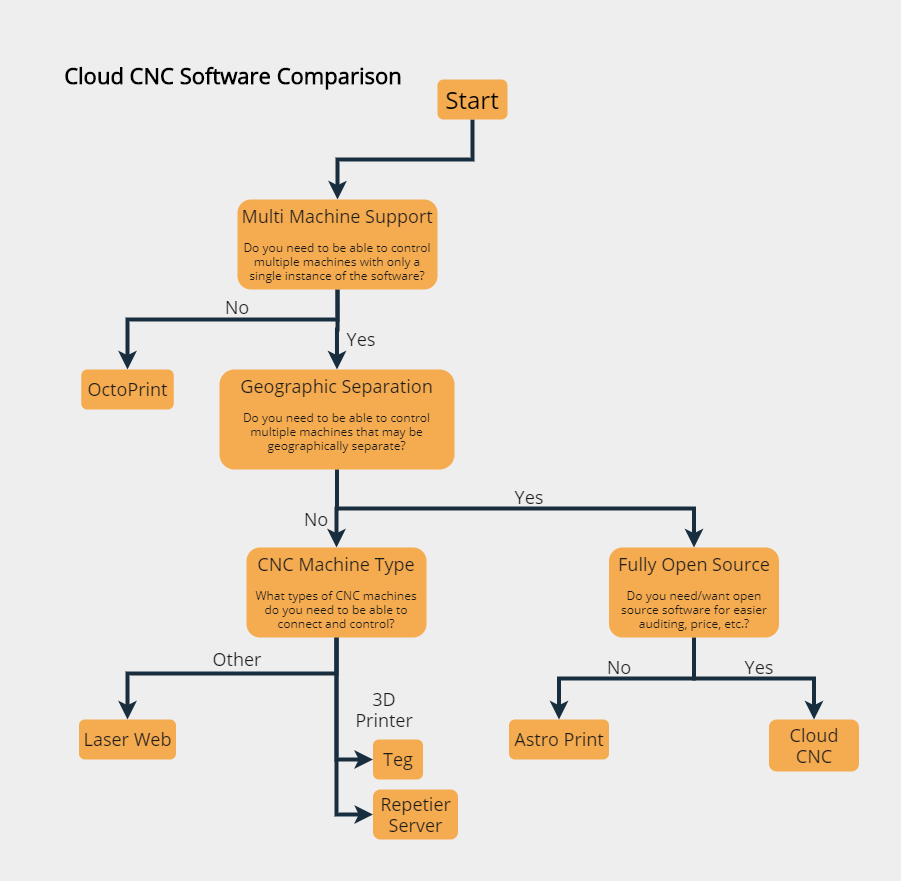 Cloud CNC Software Comparison
Start
Multi Machine Support
Do you need to be able to control
multiple machines with only a
single instance of the software?
No
Yes
OctoPrint
Geographic Separation
Do you need to be able to control
multiple machines that may be
geographically separate?
Yes
No
CNC Machine Type
What types of CNC machines
do you need to be able to
connect and control?
Fully Open Source
Do you need/want open
source software for easier
auditing, price, etc.?
Other
No
Yes
3D
Printer
Laser Web
Teg
Repetier
Server
Astro Print
Cloud
CNC